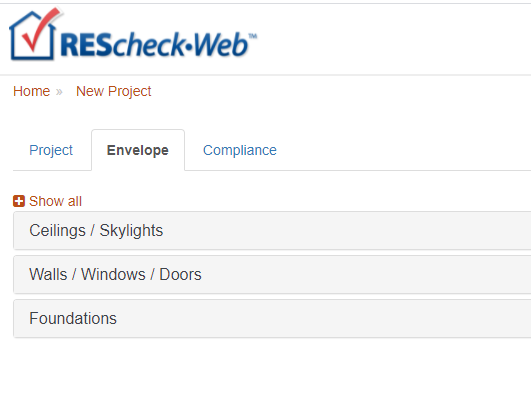 REScheck-Web™
Home » New Project
Project Envelope Compliance
Show all
Ceilings / Skylights
Walls / Windows / Doors
Foundations